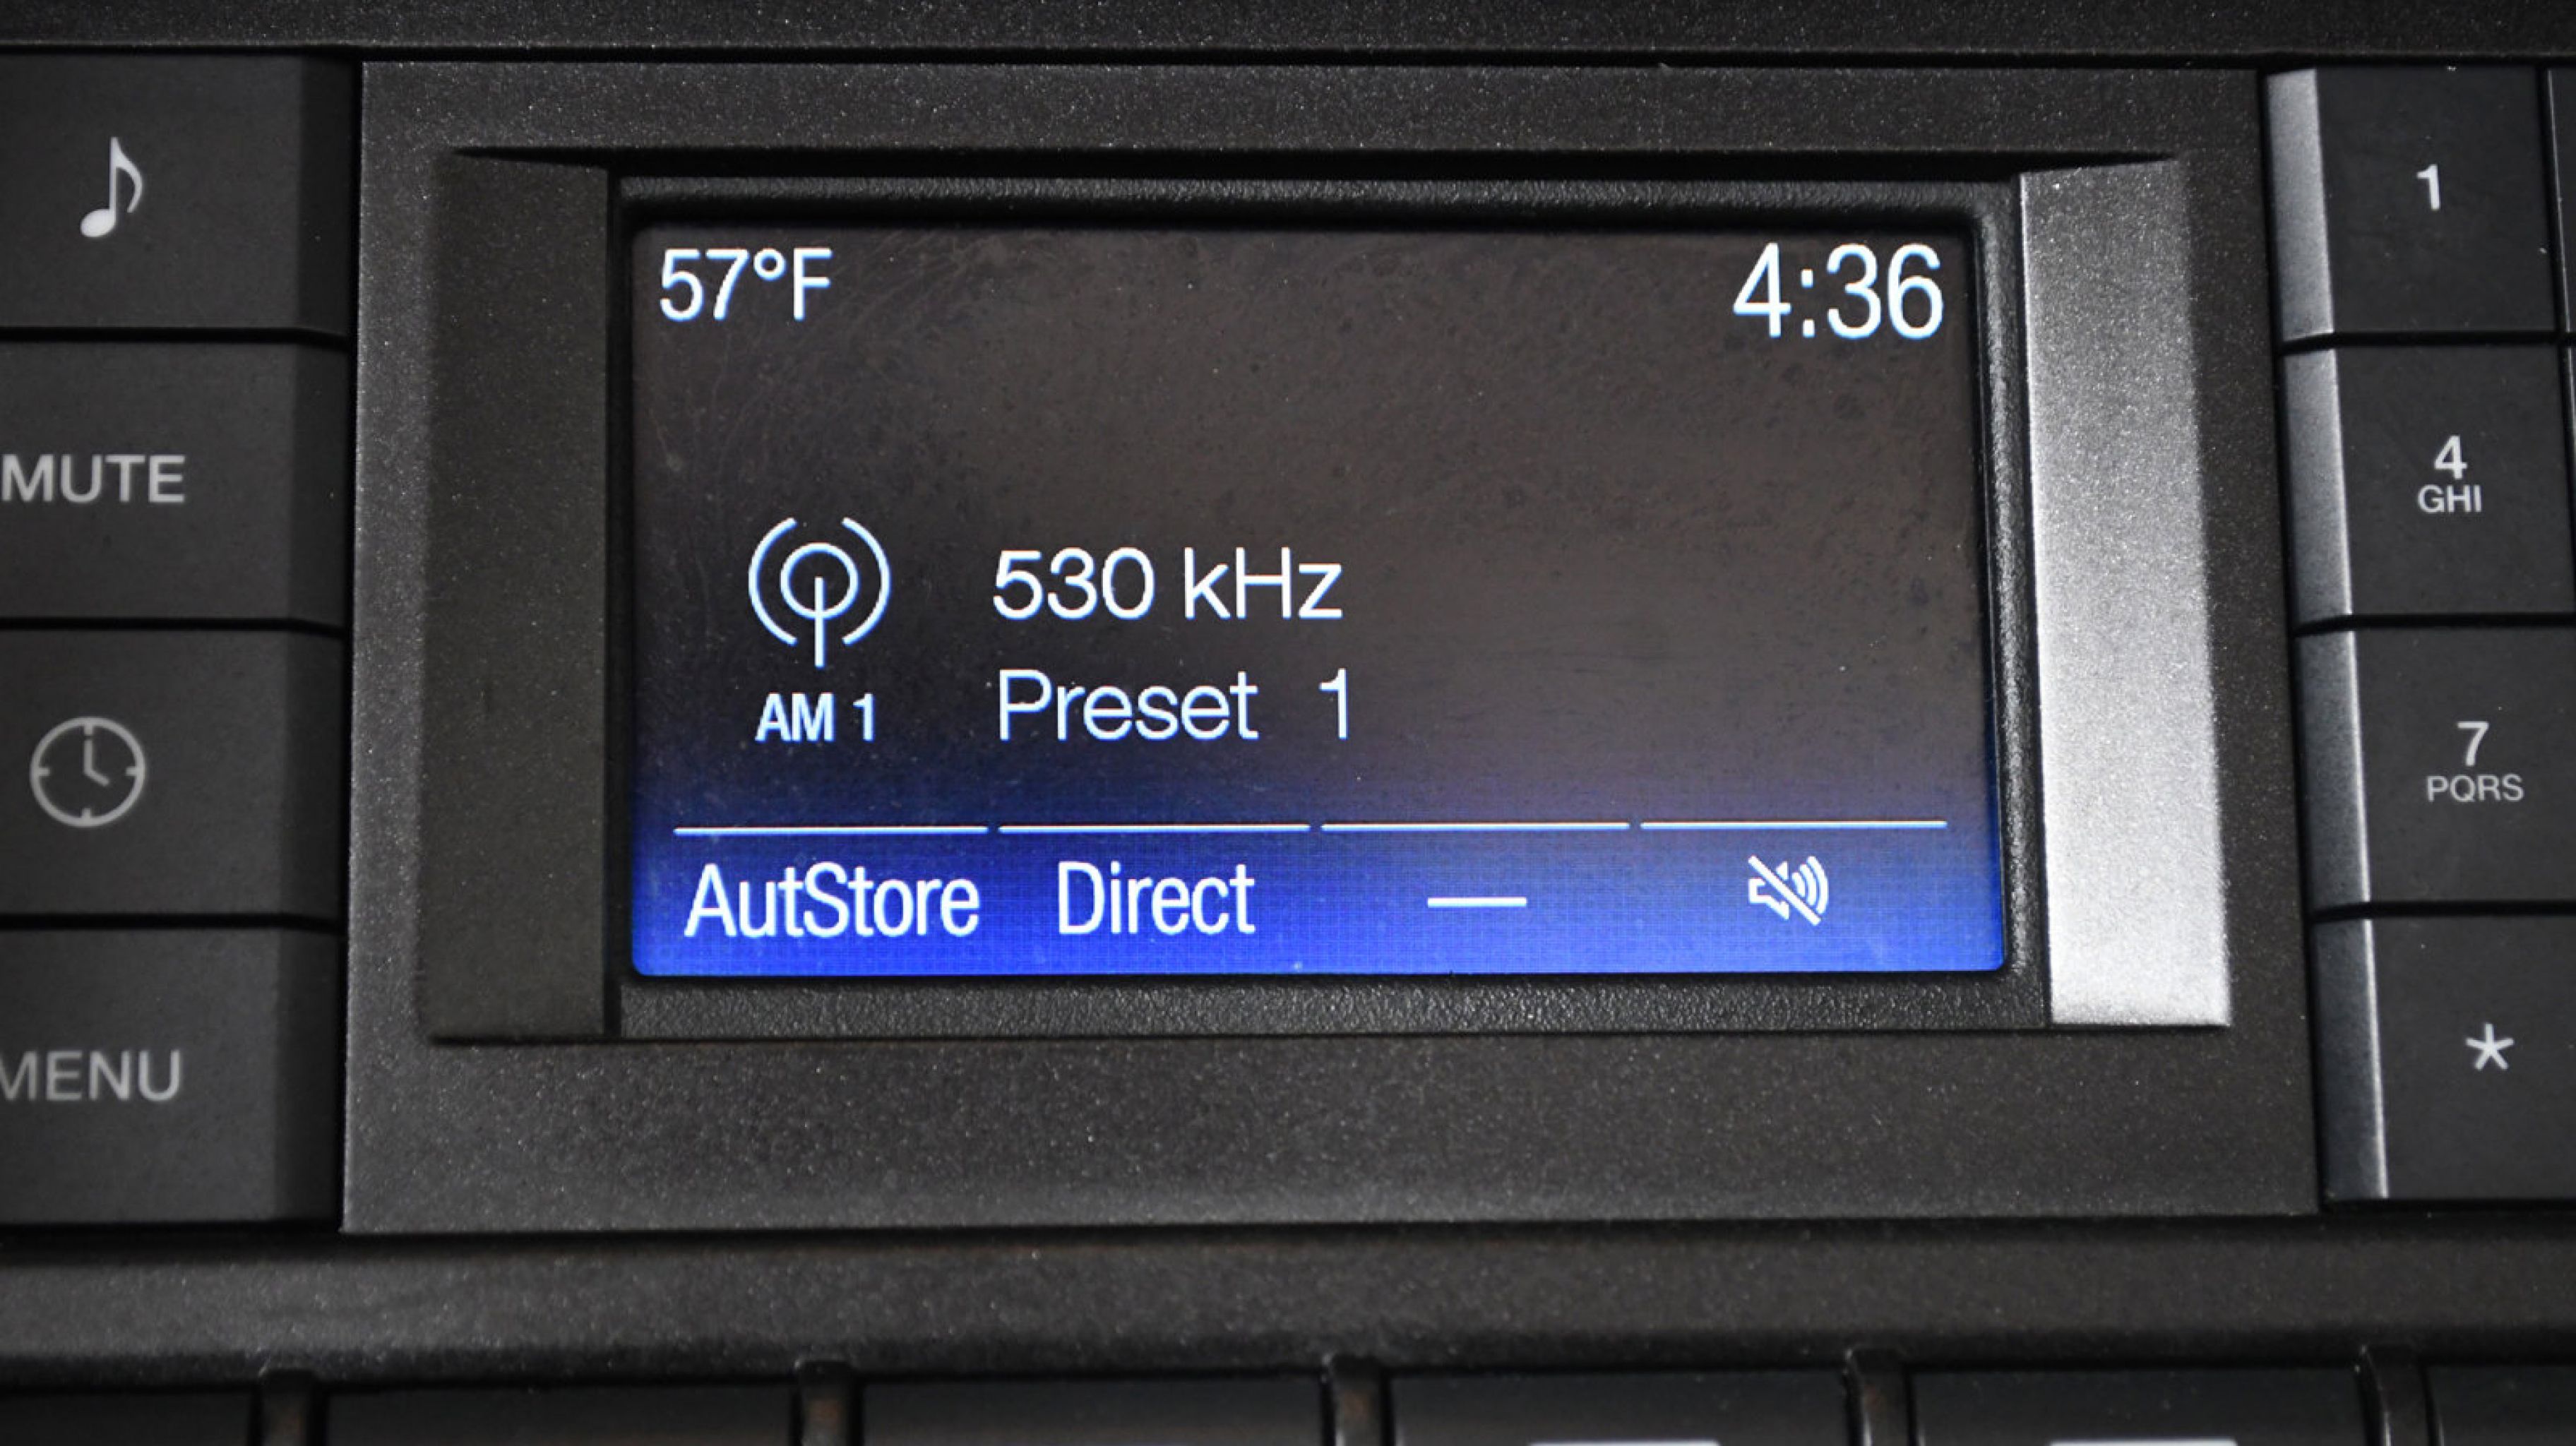 57°F 4:36
530 kHz
AM 1 Preset 1
AutStore Direct —
MUTE
MENU
1
4
GHI
7
PQRS
*